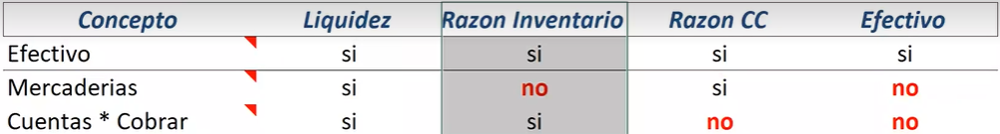 Concepto Liquidez Razon Inventario Razon CC Efectivo
Efectivo si si si si
Mercaderias si no si no
Cuentas * Cobrar si si no no